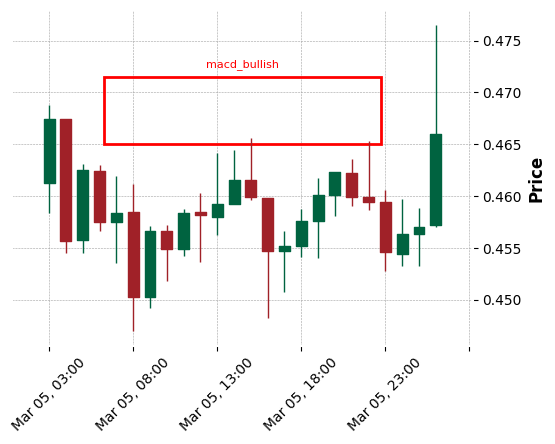 macd_bullish
0.475
0.470
0.465
0.460
0.455
0.450
Price
Mar 05, 03:00
Mar 05, 08:00
Mar 05, 13:00
Mar 05, 18:00
Mar 05, 23:00